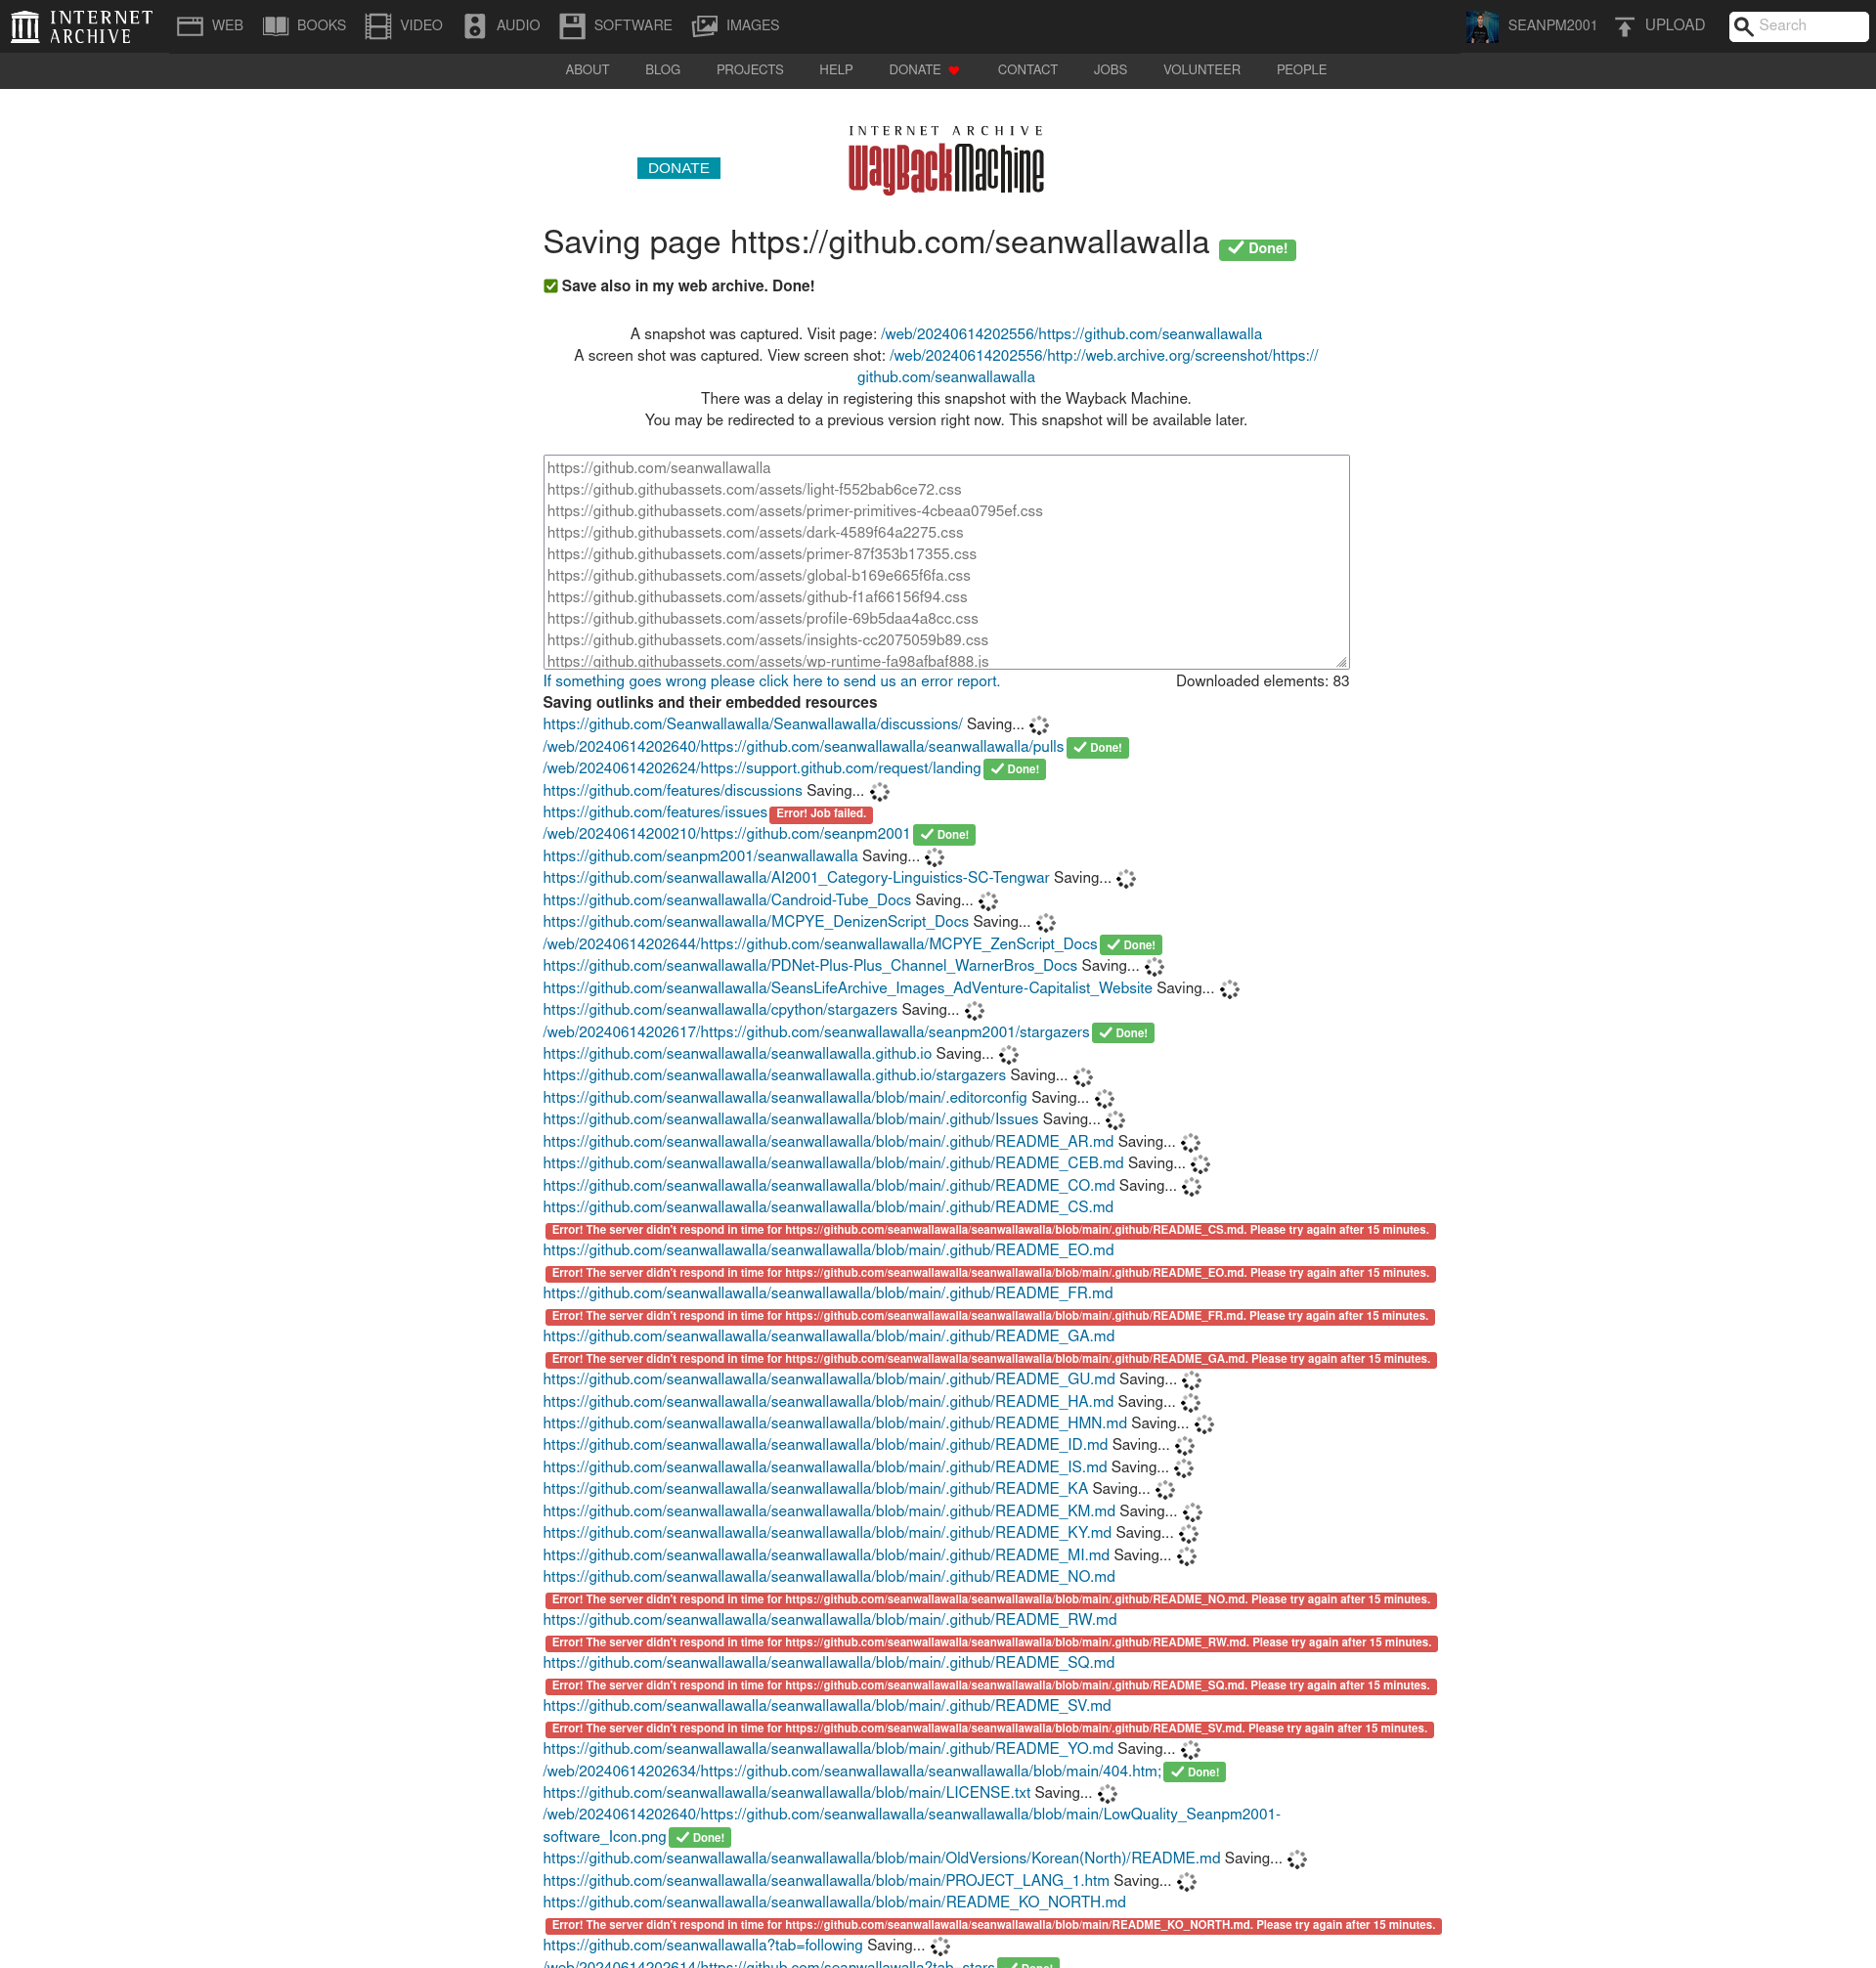 INTERNET ARCHIVE
WEB BOOKS VIDEO AUDIO SOFTWARE IMAGES SEANPM2001 UPLOAD Search
ABOUT BLOG PROJECTS HELP DONATE CONTACT JOBS VOLUNTEER PEOPLE
INTERNET ARCHIVE
DONATE WayBackMachine
Saving page https://github.com/seanwallawalla Done!
Save also in my web archive. Done!
A snapshot was captured. Visit page: /web/20240614202556/https://github.com/seanwallawalla
A screen shot was captured. View screen shot: /web/20240614202556/http://web.archive.org/screenshot/https://
github.com/seanwallawalla
There was a delay in registering this snapshot with the Wayback Machine.
You may be redirected to a previous version right now. This snapshot will be available later.
https://github.com/seanwallawalla
https://github.githubassets.com/assets/light-f552bab6ce72.css
https://github.githubassets.com/assets/primer-primitives-4cbeaa0795ef.css
https://github.githubassets.com/assets/dark-4589f64a2275.css
https://github.githubassets.com/assets/primer-87f353b17355.css
https://github.githubassets.com/assets/global-b169e665f6fa.css
https://github.githubassets.com/assets/github-f1af66156f94.css
https://github.githubassets.com/assets/profile-69b5daa4a8cc.css
https://github.githubassets.com/assets/insights-cc2075059b89.css
https://github.githubassets.com/assets/wp-runtime-fa98afbaf888.js
If something goes wrong please click here to send us an error report. Downloaded elements: 83
Saving outlinks and their embedded resources
https://github.com/Seanwallawalla/Seanwallawalla/discussions/ Saving...
/web/20240614202640/https://github.com/seanwallawalla/seanwallawalla/pulls Done!
/web/20240614202624/https://support.github.com/request/landing Done!
https://github.com/features/discussions Saving...
https://github.com/features/issues Error! Job failed.
/web/20240614200210/https://github.com/seanpm2001 Done!
https://github.com/seanpm2001/seanwallawalla Saving...
https://github.com/seanwallawalla/AI2001_Category-Linguistics-SC-Tengwar Saving...
https://github.com/seanwallawalla/Candroid-Tube_Docs Saving...
https://github.com/seanwallawalla/MCPYE_DenizenScript_Docs Saving...
/web/20240614202644/https://github.com/seanwallawalla/MCPYE_ZenScript_Docs Done!
https://github.com/seanwallawalla/PDNet-Plus-Plus_Channel_WarnerBros_Docs Saving...
https://github.com/seanwallawalla/SeansLifeArchive_Images_AdVenture-Capitalist_Website Saving...
https://github.com/seanwallawalla/cpython/stargazers Saving...
/web/20240614202617/https://github.com/seanwallawalla/seanpm2001/stargazers Done!
https://github.com/seanwallawalla/seanwallawalla.github.io Saving...
https://github.com/seanwallawalla/seanwallawalla.github.io/stargazers Saving...
https://github.com/seanwallawalla/seanwallawalla/blob/main/.editorconfig Saving...
https://github.com/seanwallawalla/seanwallawalla/blob/main/.github/Issues Saving...
https://github.com/seanwallawalla/seanwallawalla/blob/main/.github/README_AR.md Saving...
https://github.com/seanwallawalla/seanwallawalla/blob/main/.github/README_CEB.md Saving...
https://github.com/seanwallawalla/seanwallawalla/blob/main/.github/README_CO.md Saving...
https://github.com/seanwallawalla/seanwallawalla/blob/main/.github/README_CS.md
Error! The server didn't respond in time for https://github.com/seanwallawalla/seanwallawalla/blob/main/.github/README_CS.md. Please try again after 15 minutes.
https://github.com/seanwallawalla/seanwallawalla/blob/main/.github/README_EO.md
Error! The server didn't respond in time for https://github.com/seanwallawalla/seanwallawalla/blob/main/.github/README_EO.md. Please try again after 15 minutes.
https://github.com/seanwallawalla/seanwallawalla/blob/main/.github/README_FR.md
Error! The server didn't respond in time for https://github.com/seanwallawalla/seanwallawalla/blob/main/.github/README_FR.md. Please try again after 15 minutes.
https://github.com/seanwallawalla/seanwallawalla/blob/main/.github/README_GA.md
Error! The server didn't respond in time for https://github.com/seanwallawalla/seanwallawalla/blob/main/.github/README_GA.md. Please try again after 15 minutes.
https://github.com/seanwallawalla/seanwallawalla/blob/main/.github/README_GU.md Saving...
https://github.com/seanwallawalla/seanwallawalla/blob/main/.github/README_HA.md Saving...
https://github.com/seanwallawalla/seanwallawalla/blob/main/.github/README_HMN.md Saving...
https://github.com/seanwallawalla/seanwallawalla/blob/main/.github/README_ID.md Saving...
https://github.com/seanwallawalla/seanwallawalla/blob/main/.github/README_IS.md Saving...
https://github.com/seanwallawalla/seanwallawalla/blob/main/.github/README_KA Saving...
https://github.com/seanwallawalla/seanwallawalla/blob/main/.github/README_KM.md Saving...
https://github.com/seanwallawalla/seanwallawalla/blob/main/.github/README_KY.md Saving...
https://github.com/seanwallawalla/seanwallawalla/blob/main/.github/README_MI.md Saving...
https://github.com/seanwallawalla/seanwallawalla/blob/main/.github/README_NO.md
Error! The server didn't respond in time for https://github.com/seanwallawalla/seanwallawalla/blob/main/.github/README_NO.md. Please try again after 15 minutes.
https://github.com/seanwallawalla/seanwallawalla/blob/main/.github/README_RW.md
Error! The server didn't respond in time for https://github.com/seanwallawalla/seanwallawalla/blob/main/.github/README_RW.md. Please try again after 15 minutes.
https://github.com/seanwallawalla/seanwallawalla/blob/main/.github/README_SQ.md
Error! The server didn't respond in time for https://github.com/seanwallawalla/seanwallawalla/blob/main/.github/README_SQ.md. Please try again after 15 minutes.
https://github.com/seanwallawalla/seanwallawalla/blob/main/.github/README_SV.md
Error! The server didn't respond in time for https://github.com/seanwallawalla/seanwallawalla/blob/main/.github/README_SV.md. Please try again after 15 minutes.
https://github.com/seanwallawalla/seanwallawalla/blob/main/.github/README_YO.md Saving...
/web/20240614202634/https://github.com/seanwallawalla/seanwallawalla/blob/main/404.htm; Done!
https://github.com/seanwallawalla/seanwallawalla/blob/main/LICENSE.txt Saving...
/web/20240614202640/https://github.com/seanwallawalla/seanwallawalla/blob/main/LowQuality_Seanpm2001-
software_Icon.png Done!
https://github.com/seanwallawalla/seanwallawalla/blob/main/OldVersions/Korean(North)/README.md Saving...
https://github.com/seanwallawalla/seanwallawalla/blob/main/PROJECT_LANG_1.htm Saving...
https://github.com/seanwallawalla/seanwallawalla/blob/main/README_KO_NORTH.md
Error! The server didn't respond in time for https://github.com/seanwallawalla/seanwallawalla/blob/main/README_KO_NORTH.md. Please try again after 15 minutes.
https://github.com/seanwallawalla?tab=following Saving...
/web/20240614202614/https://github.com/seanwallawalla?tab=stars Done!